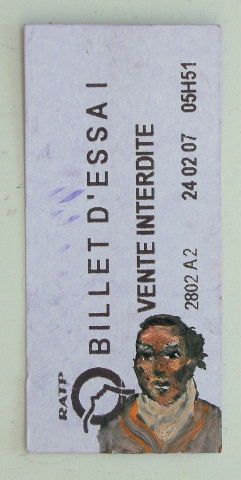 RATP
BILLET D'ESSAI
VENTE INTERDITE
2802 A2 24 02 07 05H51